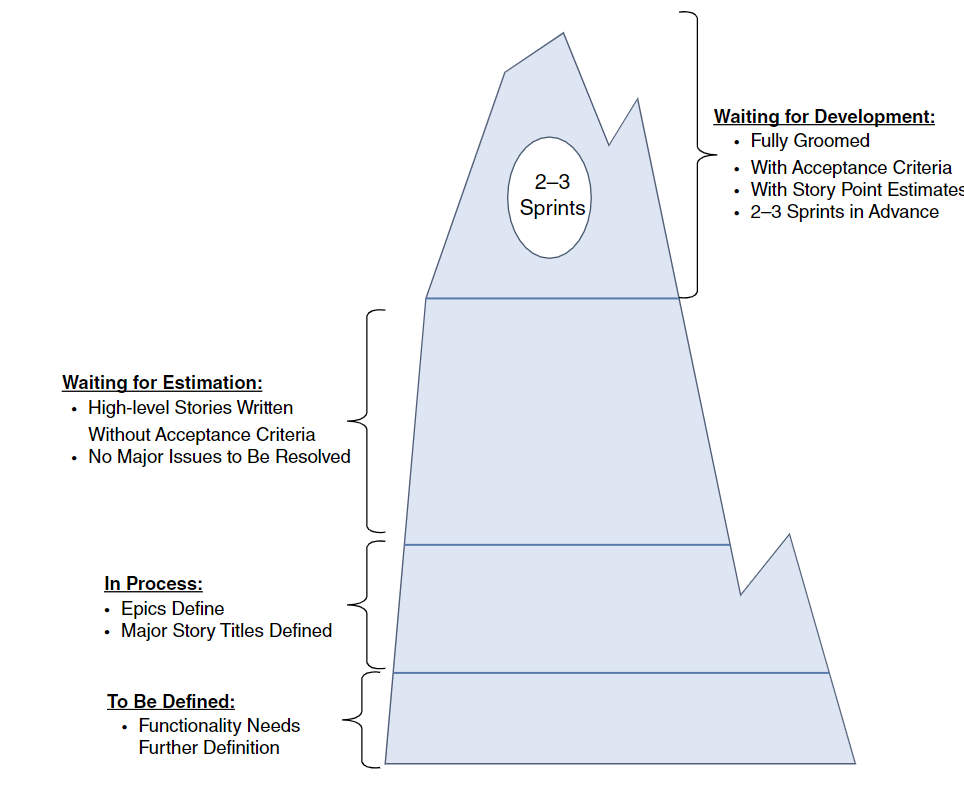 Waiting for Development:
• Fully Groomed
• With Acceptance Criteria
• With Story Point Estimates
• 2–3 Sprints in Advance
2–3
Sprints
Waiting for Estimation:
• High-level Stories Written
Without Acceptance Criteria
• No Major Issues to Be Resolved
In Process:
• Epics Define
• Major Story Titles Defined
To Be Defined:
• Functionality Needs
Further Definition